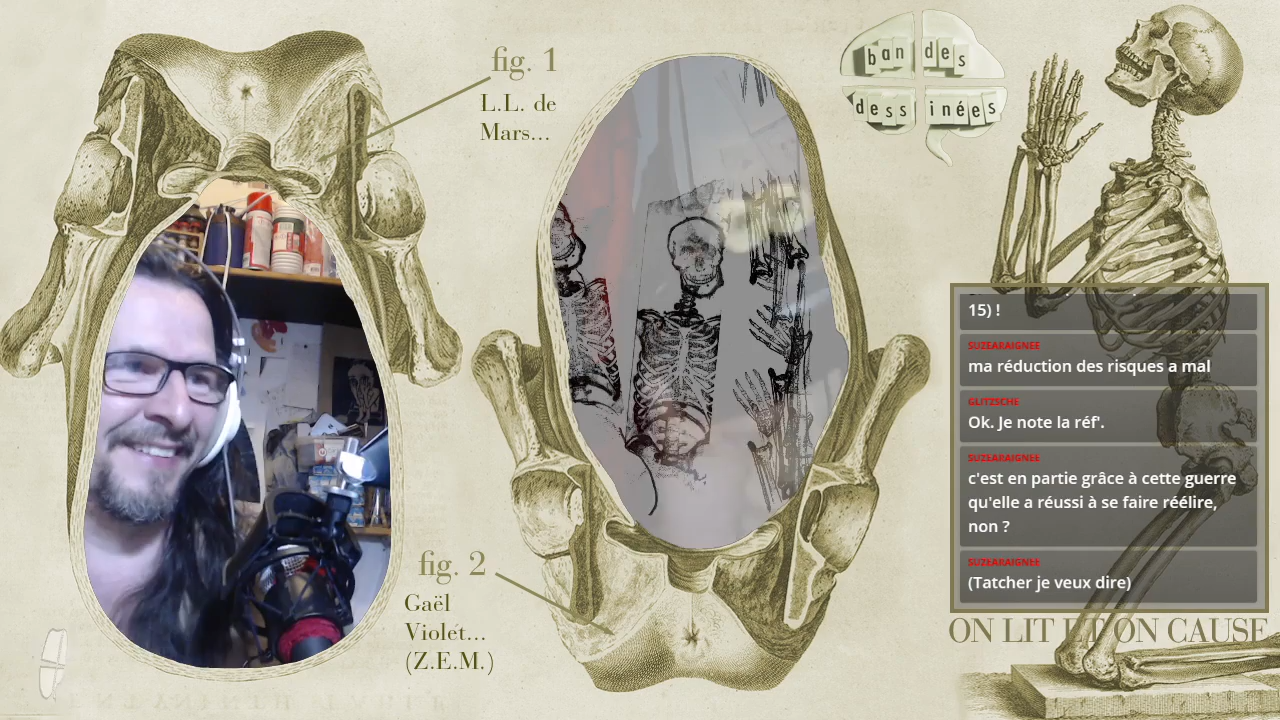 fig. 1
L.L. de
Mars...
ban des
dess inées
15) !
SUZEARAIGNEE
ma réduction des risques a mal
GLITZSCHE
Ok. Je note la réf'.
SUZEARAIGNEE
c'est en partie grâce à cette guerre
qu'elle a réussi à se faire réélire,
non ?
SUZEARAIGNEE
(Tatcher je veux dire)
ON LIT ET ON CAUSE
fig. 2
Gaël
Violet...
(Z.E.M.)